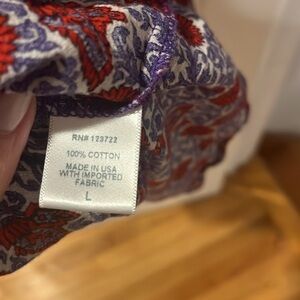 RN# 123722
100% COTTON
MADE IN USA
WITH IMPORTED
FABRIC
L